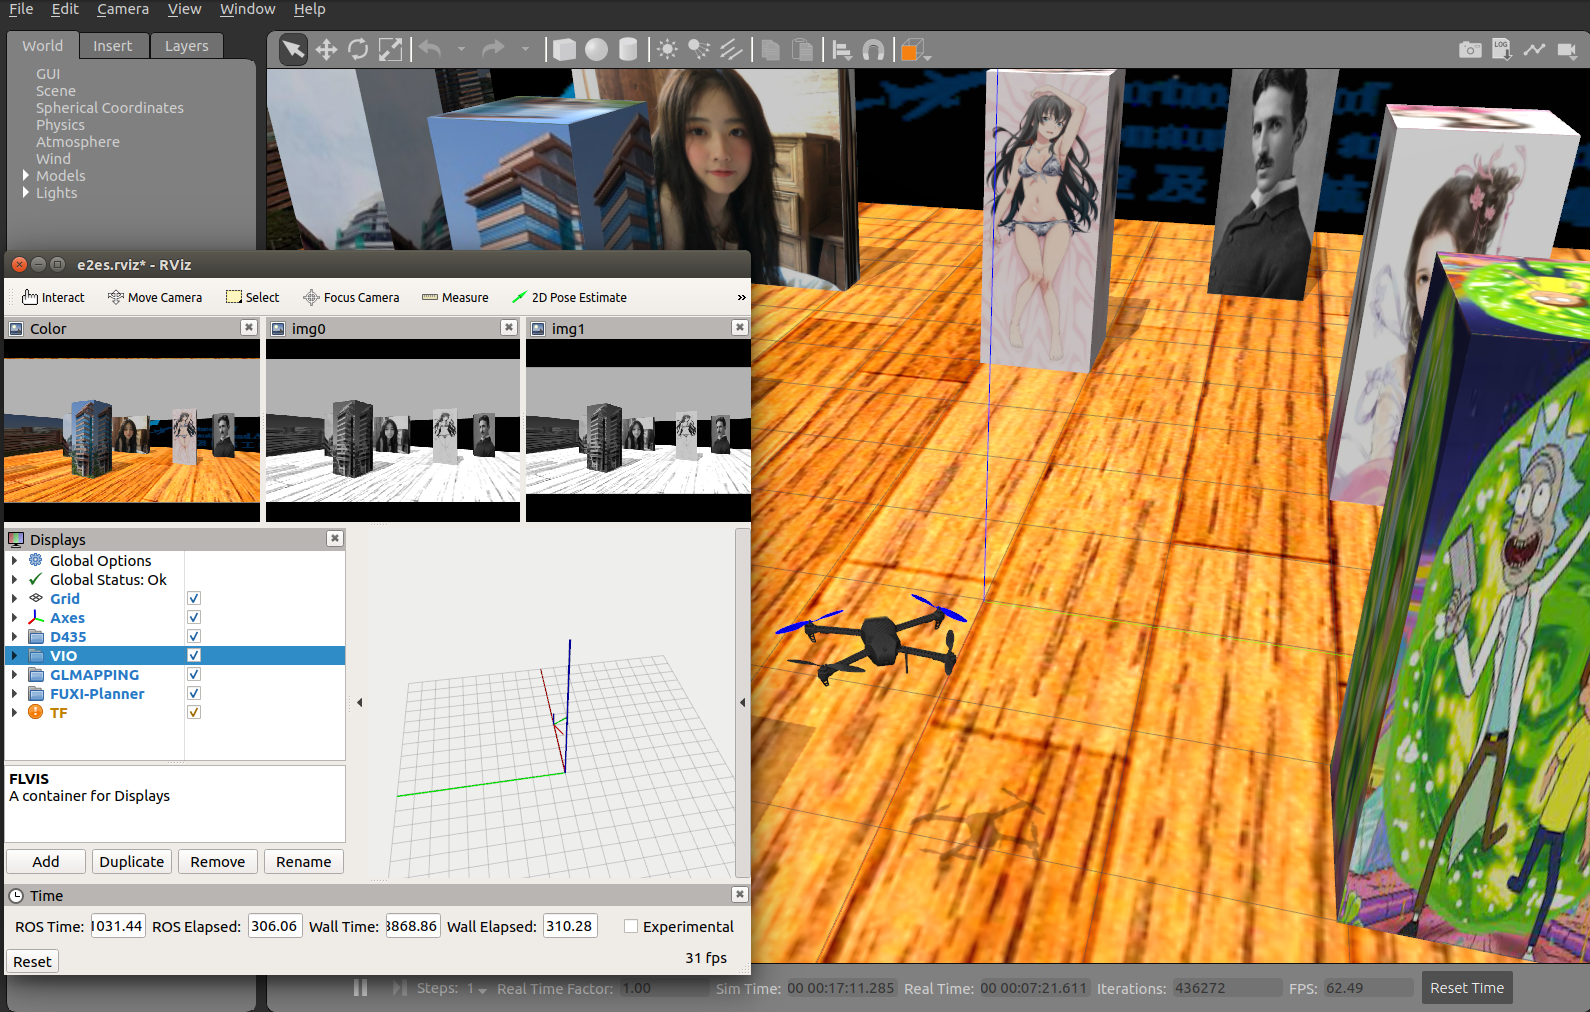 File Edit Camera View Window Help
World Insert Layers
GUI
Scene
Spherical Coordinates
Physics
Atmosphere
Wind
Models
Lights
LOG
e2es.rviz* - RViz
Interact Move Camera Select Focus Camera Measure 2D Pose Estimate »
Color img0 img1
Displays
Global Options
Global Status: Ok
Grid
Axes
D435
VIO
GLMAPPING
FUXI-Planner
TF
FLVIS
A container for Displays
Add Duplicate Remove Rename
Time
ROS Time: 1031.44 ROS Elapsed: 306.06 Wall Time: 3868.86 Wall Elapsed: 310.28 Experimental
Reset 31 fps
Steps: 1 Real Time Factor: 1.00 Sim Time: 00 00:17:11.285 Real Time: 00 00:07:21.611 Iterations: 436272 FPS: 62.49 Reset Time